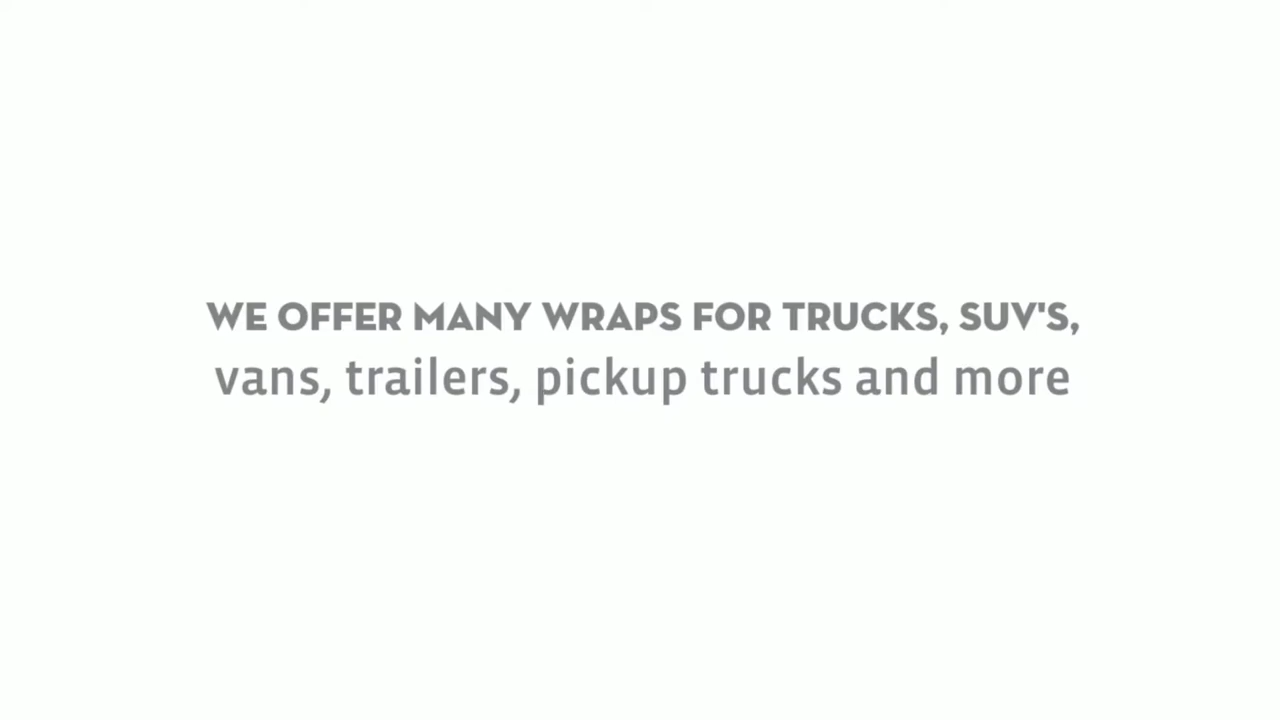 WE OFFER MANY WRAPS FOR TRUCKS, SUV'S,
vans, trailers, pickup trucks and more